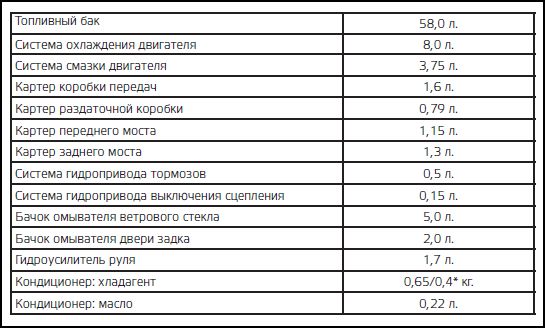 Топливный бак 58,0 л.
Система охлаждения двигателя 8,0 л.
Система смазки двигателя 3,75 л.
Картер коробки передач 1,6 л.
Картер раздаточной коробки 0,79 л.
Картер переднего моста 1,15 л.
Картер заднего моста 1,3 л.
Система гидропривода тормозов 0,5 л.
Система гидропривода выключения сцепления 0,15 л.
Бачок омывателя ветрового стекла 5,0 л.
Бачок омывателя двери задка 2,0 л.
Гидроусилитель руля 1,7 л.
Кондиционер: хладагент 0,65/0,4* кг.
Кондиционер: масло 0,22 л.